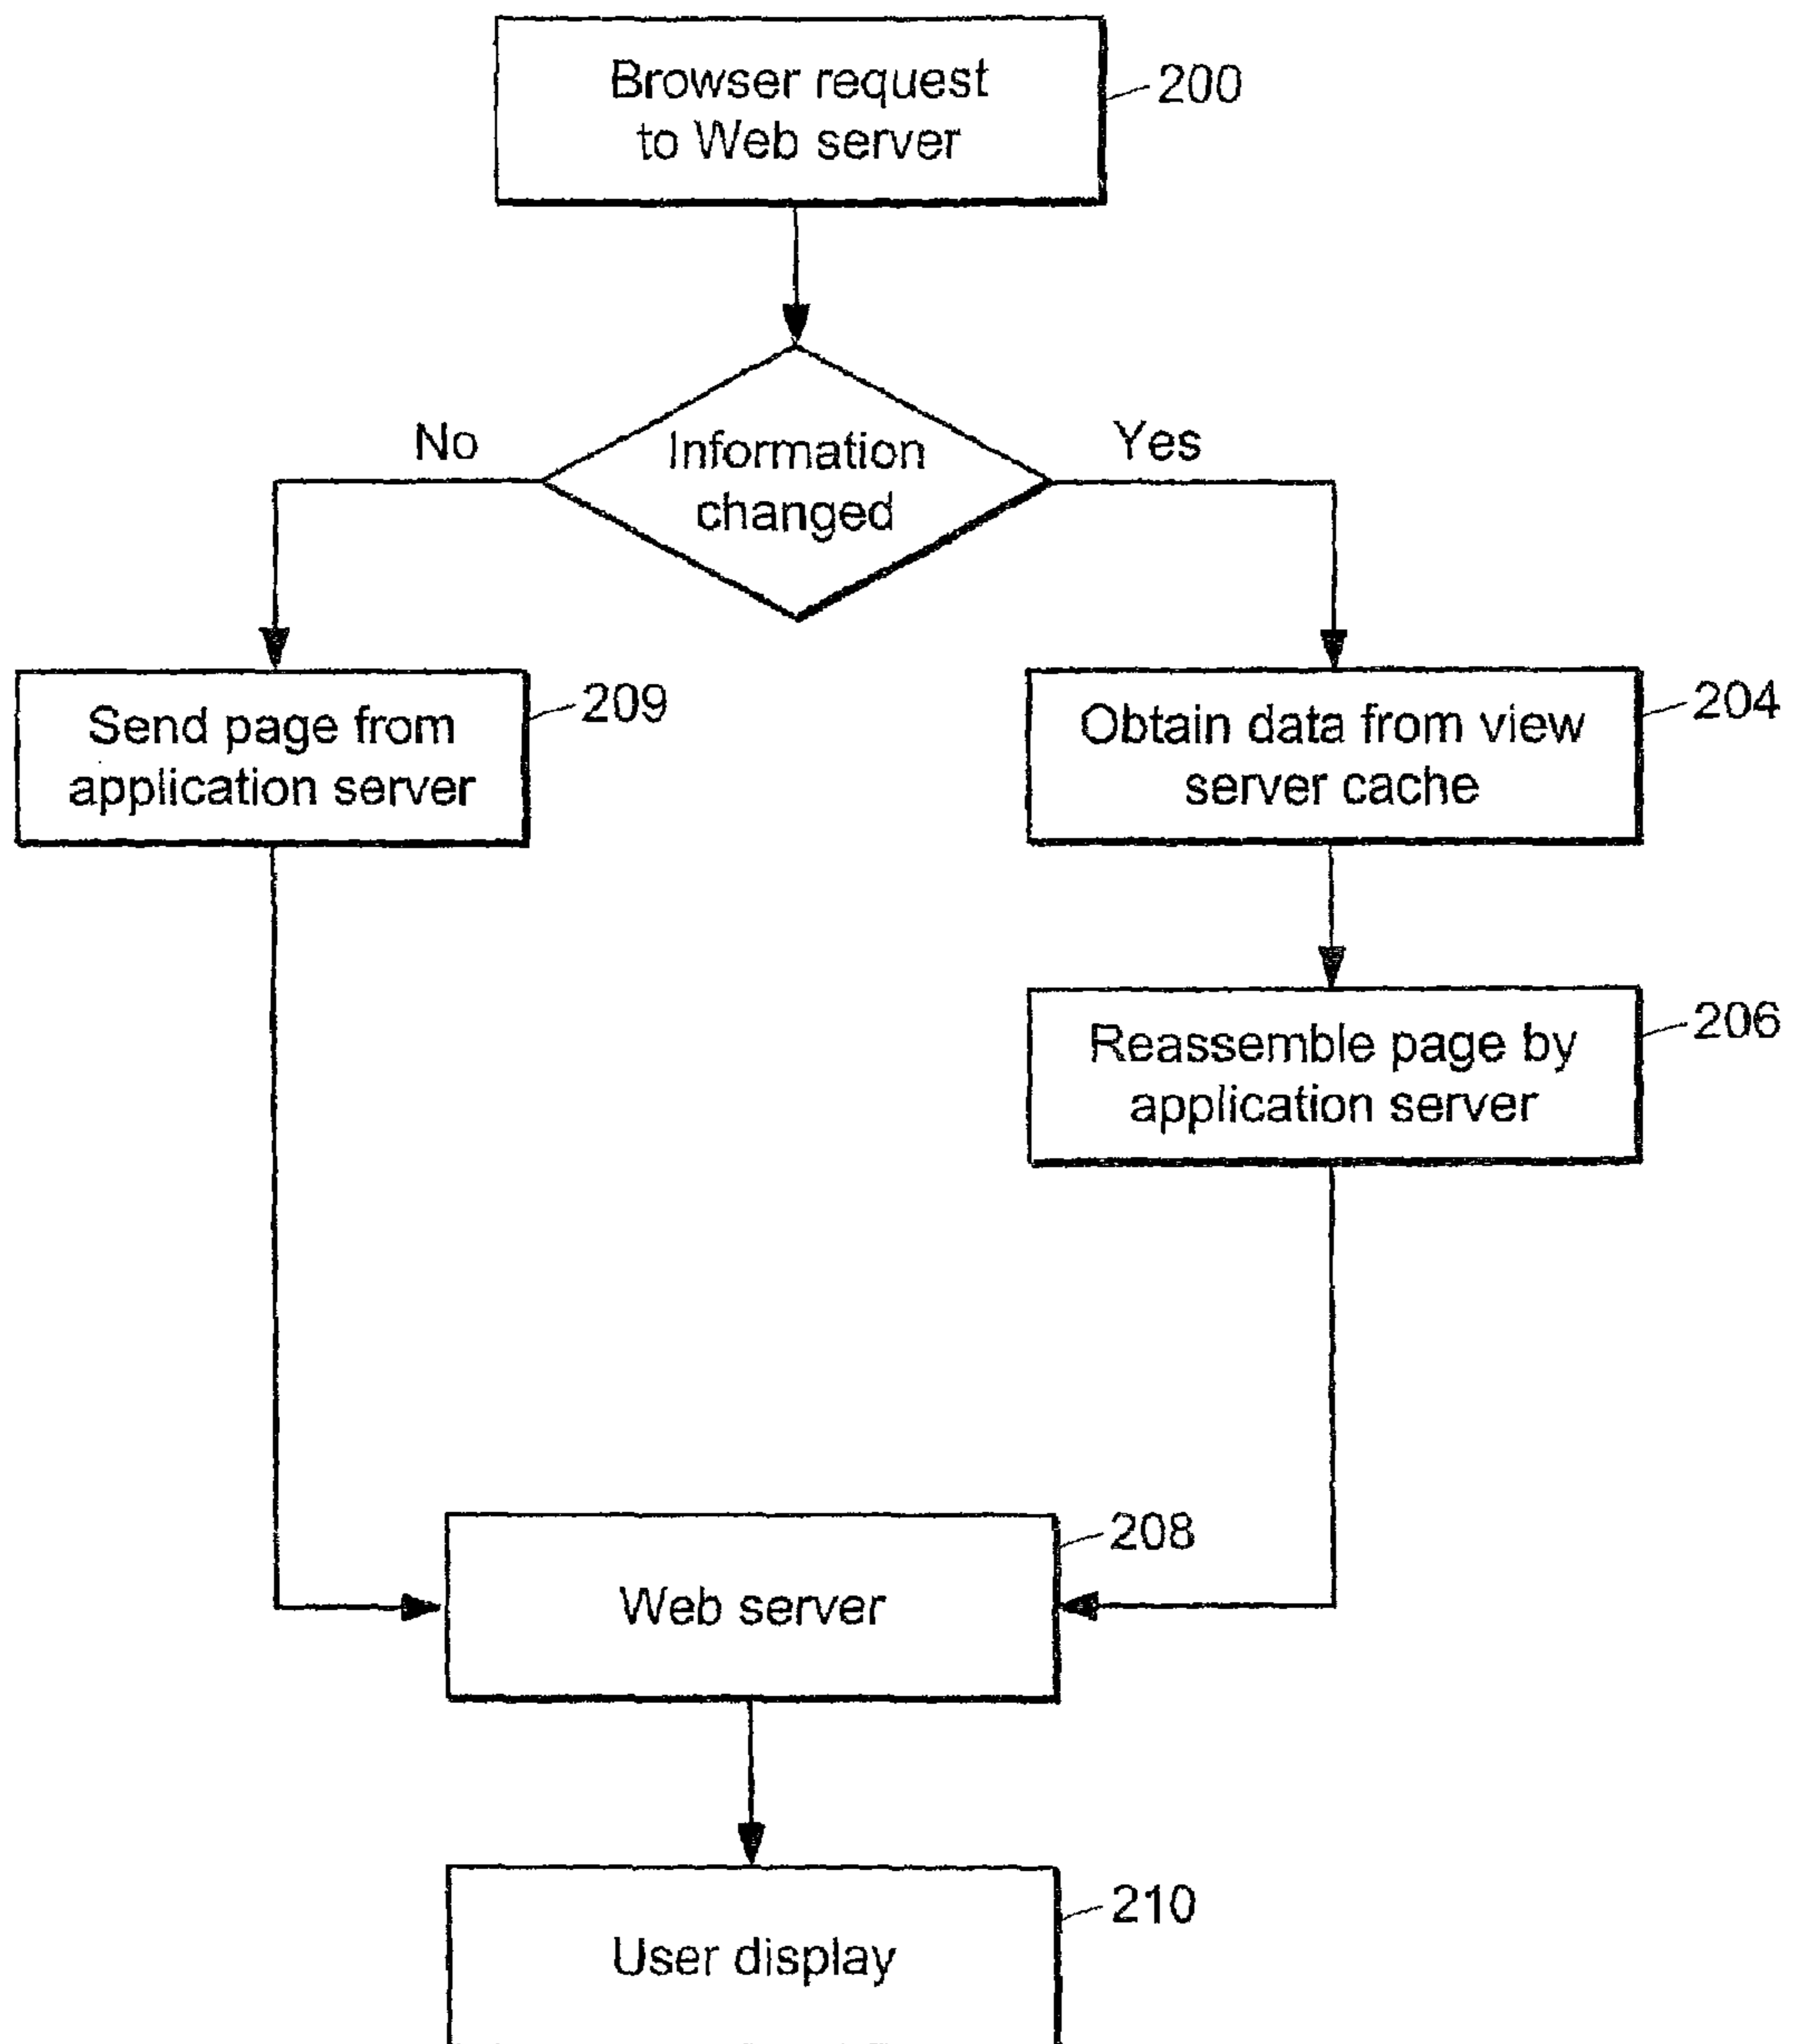 Browser request
to Web server
200
Information
changed
No
Yes
Send page from
application server
209
Obtain data from view
server cache
204
Reassemble page by
application server
206
Web server
208
User display
210